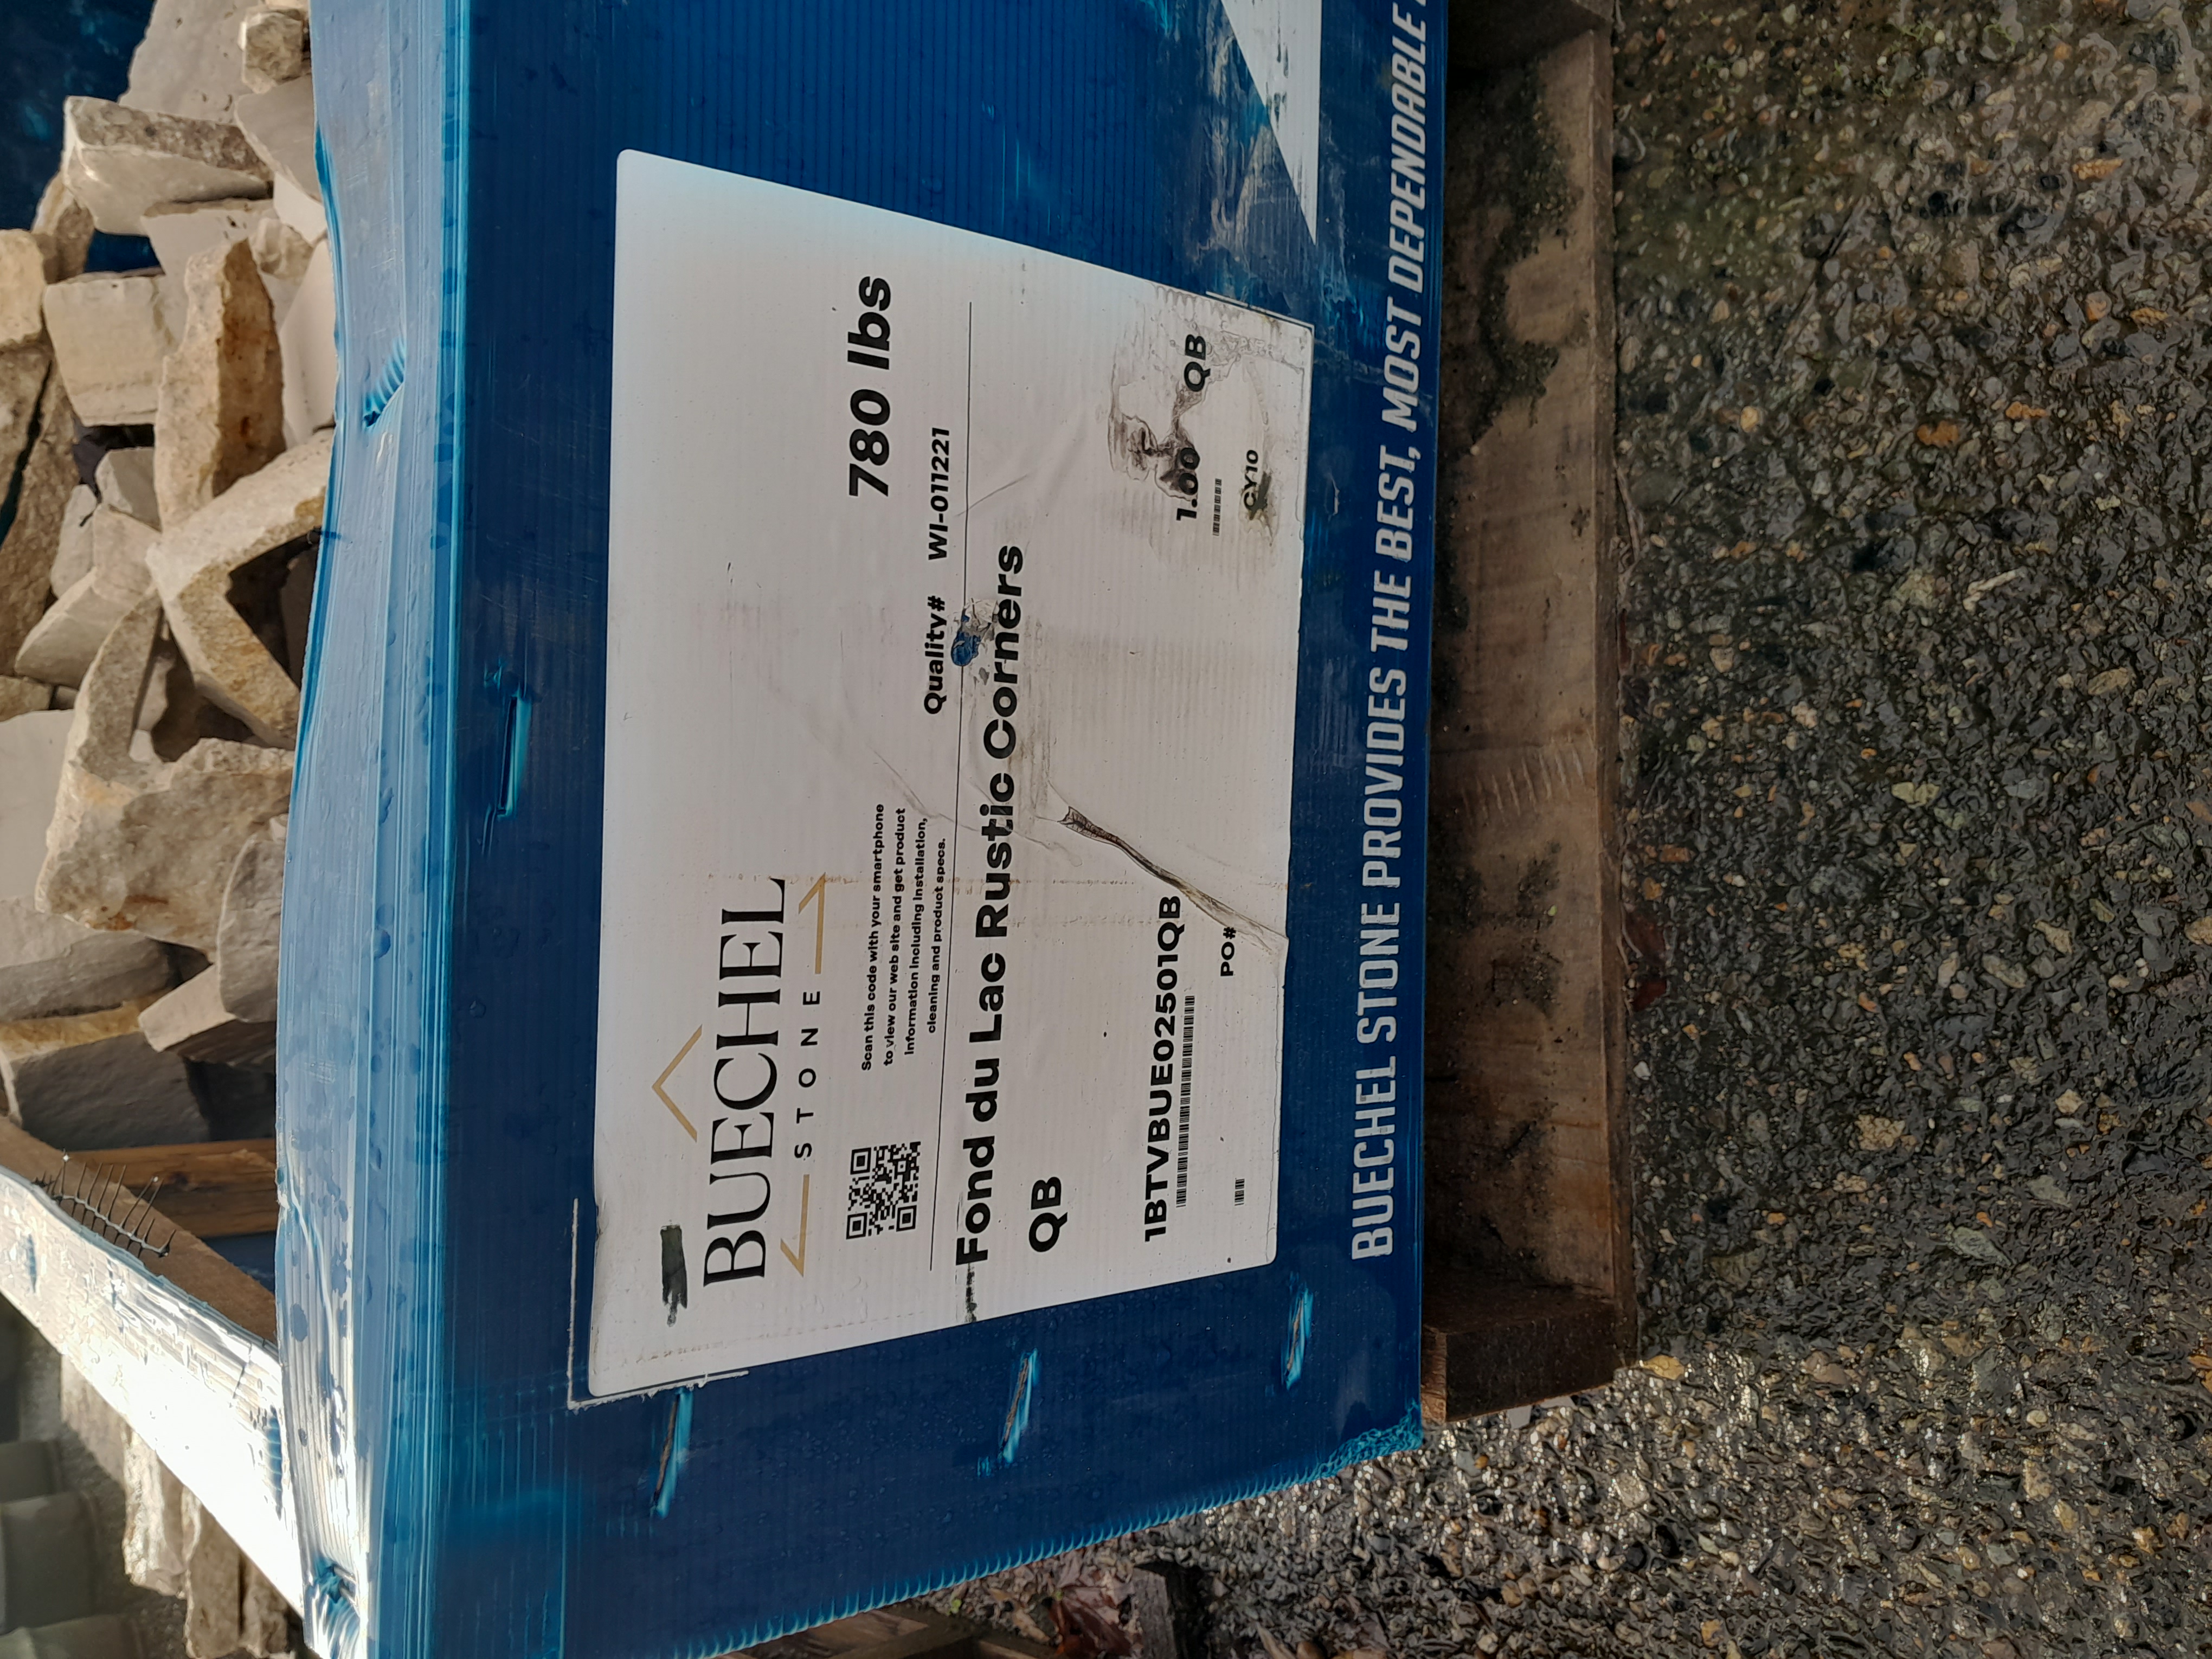 BUECHEL
STONE
780 lbs
Scan this code with your smartphone
to view our web site and get product
information including installation,
cleaning and product specs.
Quality# WI-011221
Fond du Lac Rustic Corners
QB
1BTVBUE02501QB
1.00 QB
PO#
CY10
BUECHEL STONE PROVIDES THE BEST, MOST DEPENDABLE